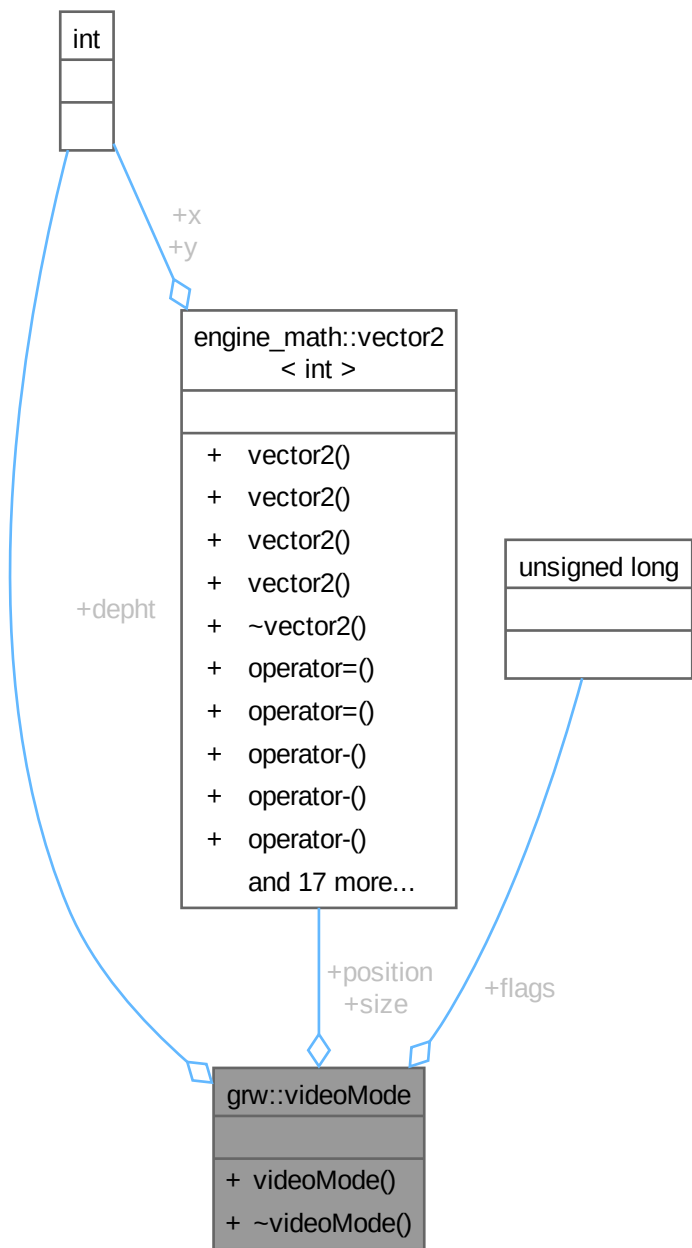 int
+x
+y
engine_math::vector2
< int >
+ vector2()
+ vector2()
+ vector2()
+ vector2()
+ ~vector2()
+ operator=()
+ operator=()
+ operator-()
+ operator-()
+ operator-()
and 17 more...
unsigned long
+depht
+position
+size
+flags
grw::videoMode
+ videoMode()
+ ~videoMode()